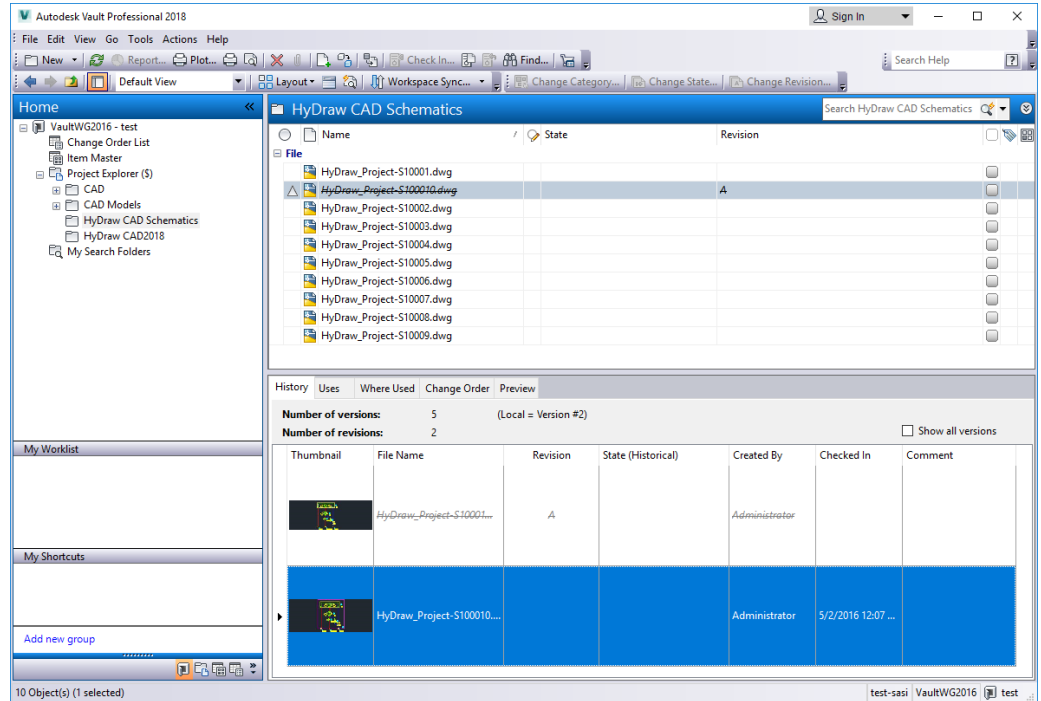 Autodesk Vault Professional 2018 Sign In
File Edit View Go Tools Actions Help
New Report... Plot... Check In... Find... Search Help
Default View Layout Workspace Sync... Change Category... Change State... Change Revision...
Home
VaultWG2016 - test
Change Order List
Item Master
Project Explorer ($)
CAD
CAD Models
HyDraw CAD Schematics
HyDraw CAD2018
My Search Folders
My Worklist
My Shortcuts
Add new group
HyDraw CAD Schematics Search HyDraw CAD Schematics
Name State Revision
File
HyDraw_Project-S10001.dwg
HyDraw_Project-S100010.dwg A
HyDraw_Project-S10002.dwg
HyDraw_Project-S10003.dwg
HyDraw_Project-S10004.dwg
HyDraw_Project-S10005.dwg
HyDraw_Project-S10006.dwg
HyDraw_Project-S10007.dwg
HyDraw_Project-S10008.dwg
HyDraw_Project-S10009.dwg
History Uses Where Used Change Order Preview
Number of versions: 5 (Local = Version #2)
Number of revisions: 2 Show all versions
Thumbnail File Name Revision State (Historical) Created By Checked In Comment
HyDraw_Project-S10001... A Administrator
HyDraw_Project-S100010.... Administrator 5/2/2016 12:07 ...
10 Object(s) (1 selected) test-sasi VaultWG2016 test